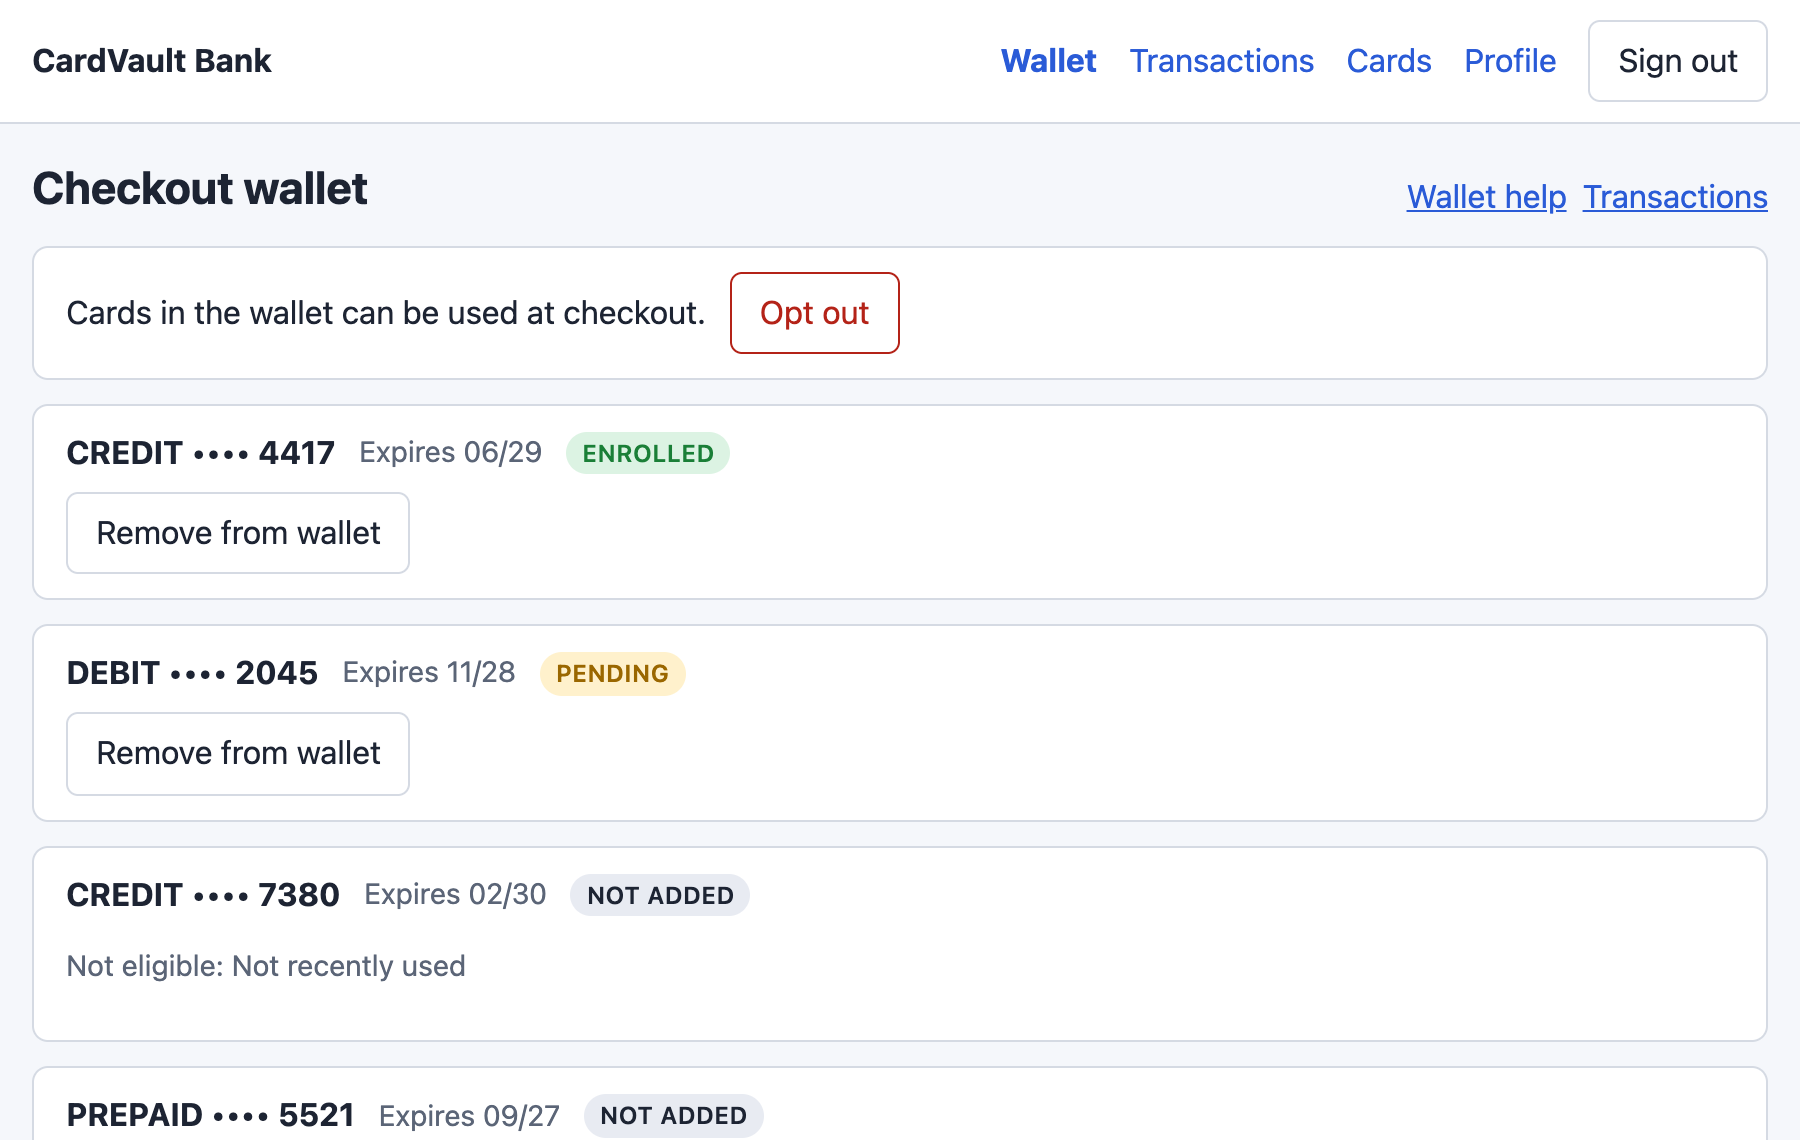 CardVault Bank Wallet Transactions Cards Profile Sign out
Checkout wallet Wallet help Transactions
Cards in the wallet can be used at checkout. Opt out
CREDIT •••• 4417 Expires 06/29 ENROLLED
Remove from wallet
DEBIT •••• 2045 Expires 11/28 PENDING
Remove from wallet
CREDIT •••• 7380 Expires 02/30 NOT ADDED
Not eligible: Not recently used
PREPAID •••• 5521 Expires 09/27 NOT ADDED